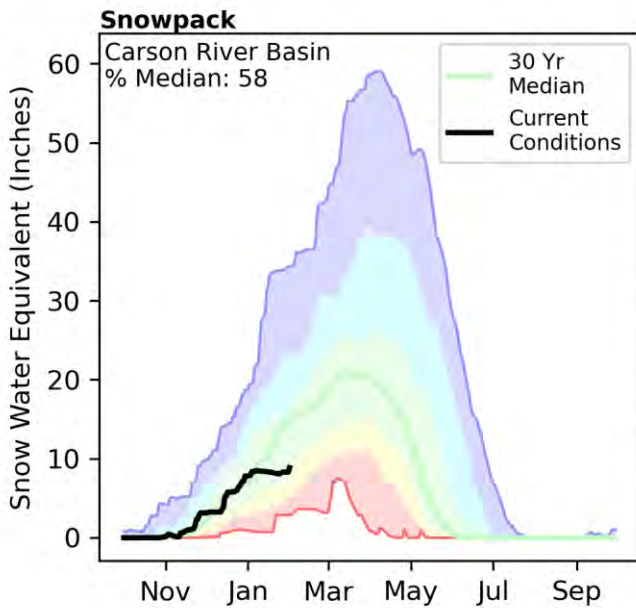 Snowpack
Carson River Basin
% Median: 58
30 Yr
Median
Current
Conditions
Snow Water Equivalent (Inches)
60
50
40
30
20
10
0
Nov Jan Mar May Jul Sep